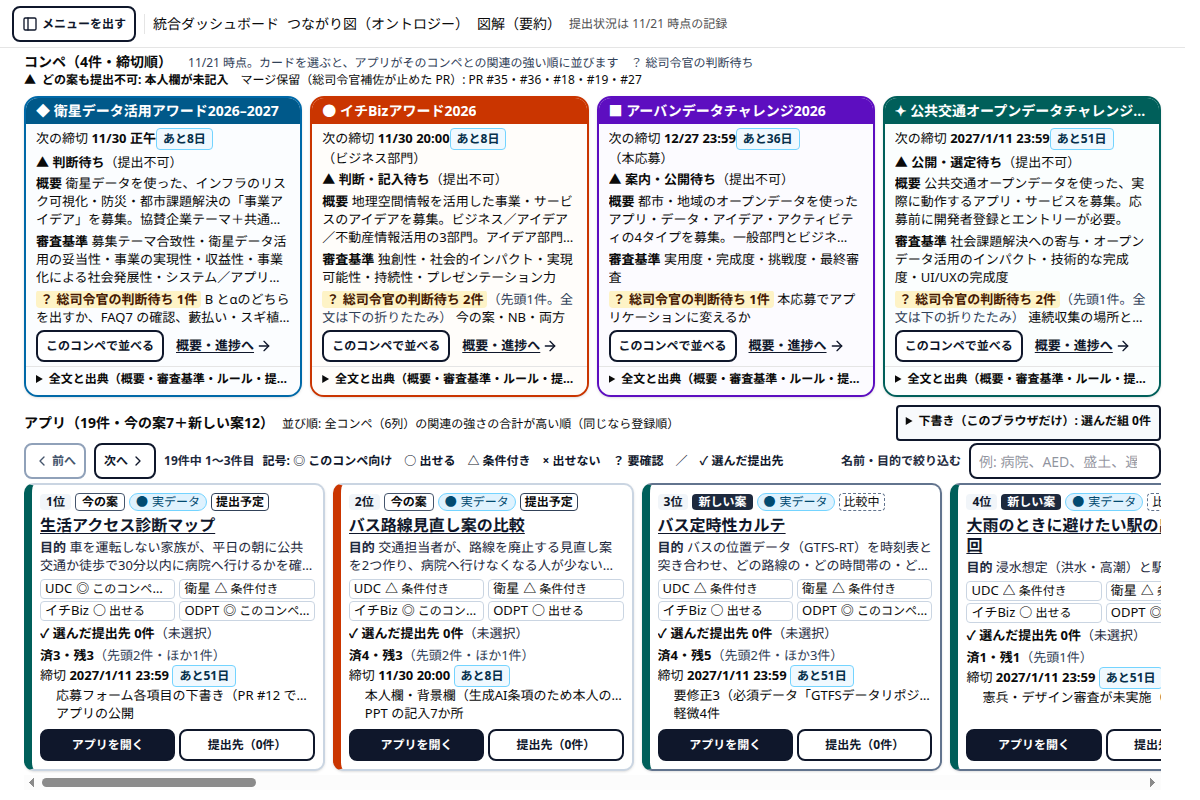 メニューを出す 統合ダッシュボード つながり図（オントロジー） 図解（要約） 提出状況は 11/21 時点の記録
コンペ（4件・締切順） 11/21 時点。カードを選ぶと、アプリがそのコンペとの関連の強い順に並びます ？ 総司令官の判断待ち
▲ どの案も提出不可: 本人欄が未記入 マージ保留（総司令官補佐が止めた PR）: PR #35・#36・#18・#19・#27
◆ 衛星データ活用アワード2026–2027
次の締切 11/30 正午 あと8日
▲ 判断待ち（提出不可）
概要 衛星データを使った、インフラのリス
ク可視化・防災・都市課題解決の「事業ア
イデア」を募集。協賛企業テーマ＋共通…
審査基準 募集テーマ合致性・衛星データ活
用の妥当性・事業の実現性・収益性・事業
化による社会発展性・システム／アプリ…
？ 総司令官の判断待ち 1件 B とαのどちら
を出すか、FAQ7 の確認、藪払い・スギ植…
このコンペで並べる 概要・進捗へ →
▶ 全文と出典（概要・審査基準・ルール・提…
● イチBizアワード2026
次の締切 11/30 20:00 あと8日
（ビジネス部門）
▲ 判断・記入待ち（提出不可）
概要 地理空間情報を活用した事業・サービ
スのアイデアを募集。ビジネス／アイデア
／不動産情報活用の3部門。アイデア部門…
審査基準 独創性・社会的インパクト・実現
可能性・持続性・プレゼンテーション力
？ 総司令官の判断待ち 2件（先頭1件。全
文は下の折りたたみ） 今の案・NB・両方
このコンペで並べる 概要・進捗へ →
▶ 全文と出典（概要・審査基準・ルール・提…
■ アーバンデータチャレンジ2026
次の締切 12/27 23:59 あと36日
（本応募）
▲ 案内・公開待ち（提出不可）
概要 都市・地域のオープンデータを使った
アプリ・データ・アイデア・アクティビテ
ィの4タイプを募集。一般部門とビジネ…
審査基準 実用度・完成度・挑戦度・最終審
査
？ 総司令官の判断待ち 1件 本応募でアプ
リケーションに変えるか
このコンペで並べる 概要・進捗へ →
▶ 全文と出典（概要・審査基準・ルール・提…
✦ 公共交通オープンデータチャレンジ…
次の締切 2027/1/11 23:59 あと51日
▲ 公開・選定待ち（提出不可）
概要 公共交通オープンデータを使った、実
際に動作するアプリ・サービスを募集。応
募前に開発者登録とエントリーが必要。
審査基準 社会課題解決への寄与・オープン
データ活用のインパクト・技術的な完成
度・UI/UXの完成度
？ 総司令官の判断待ち 2件（先頭1件。全
文は下の折りたたみ） 連続収集の場所と…
このコンペで並べる 概要・進捗へ →
▶ 全文と出典（概要・審査基準・ルール・提…
アプリ（19件・今の案7＋新しい案12） 並び順: 全コンペ（6列）の関連の強さの合計が高い順（同じなら登録順） ▶ 下書き（このブラウザだけ）: 選んだ組 0件
前へ 次へ 19件中 1〜3件目 記号: ◎ このコンペ向け ○ 出せる △ 条件付き × 出せない ？ 要確認 ／ ✓ 選んだ提出先 名前・目的で絞り込む 例: 病院、AED、盛土、遅
1位 今の案 ● 実データ 提出予定
生活アクセス診断マップ
目的 車を運転しない家族が、平日の朝に公共
交通か徒歩で30分以内に病院へ行けるかを確…
UDC ◎ このコンペ… 衛星 △ 条件付き
イチBiz ○ 出せる ODPT ◎ このコンペ…
✓ 選んだ提出先 0件（未選択）
済3・残3（先頭2件・ほか1件）
締切 2027/1/11 23:59 あと51日
応募フォーム各項目の下書き（PR #12 で…
アプリの公開
アプリを開く 提出先（0件）
2位 今の案 ● 実データ 提出予定
バス路線見直し案の比較
目的 交通担当者が、路線を廃止する見直し案
を2つ作り、病院へ行けなくなる人が少ない…
UDC △ 条件付き 衛星 △ 条件付き
イチBiz ◎ このコン… ODPT ○ 出せる
✓ 選んだ提出先 0件（未選択）
済4・残3（先頭2件・ほか1件）
締切 11/30 20:00 あと8日
本人欄・背景欄（生成AI条項のため本人の…
PPT の記入7か所
アプリを開く 提出先（0件）
3位 新しい案 ● 実データ 比較中
バス定時性カルテ
目的 バスの位置データ（GTFS-RT）を時刻表と
突き合わせ、どの路線の・どの時間帯の・ど…
UDC △ 条件付き 衛星 △ 条件付き
イチBiz ○ 出せる ODPT ◎ このコンペ…
✓ 選んだ提出先 0件（未選択）
済4・残5（先頭2件・ほか3件）
締切 2027/1/11 23:59 あと51日
要修正3（必須データ「GTFSデータリポジ…
軽微4件
アプリを開く 提出先（0件）
4位 新しい案 ● 実データ
大雨のときに避けたい駅の
回
目的 浸水想定（洪水・高潮）と駅
UDC △ 条件付き 衛星 △
イチBiz ○ 出せる ODPT ◎
✓ 選んだ提出先 0件（未選択）
済1・残1（先頭1件）
締切 2027/1/11 23:59 あと51日
憲兵・デザイン審査が未実施
アプリを開く 提出